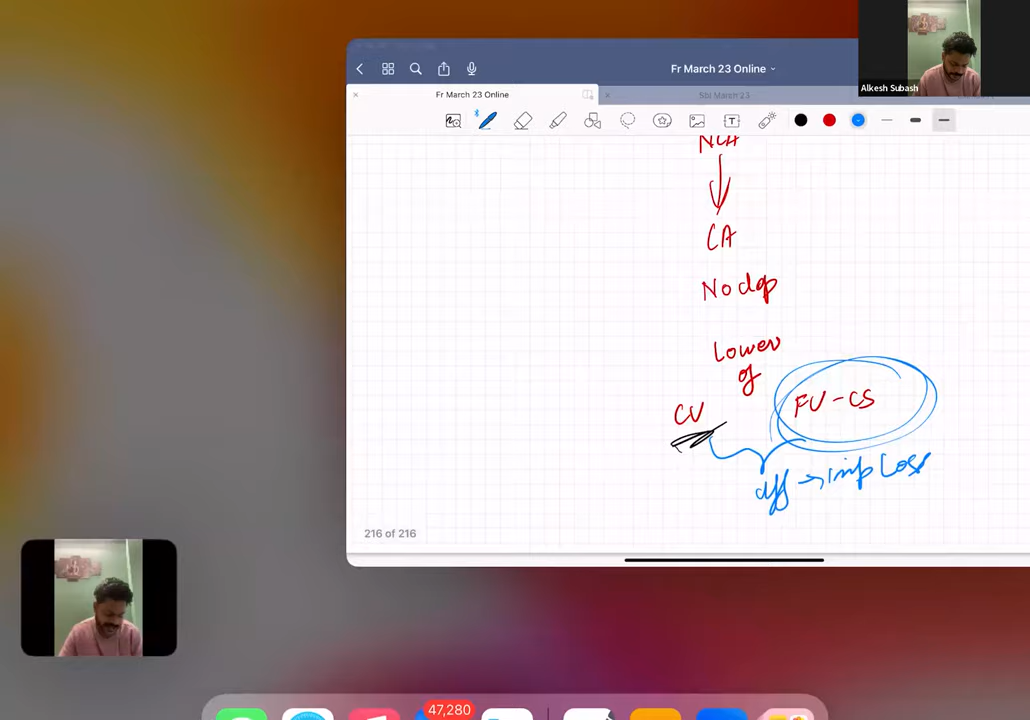 Fr March 23 Online
Alkesh Subash
Fr March 23 Online
Sbi March 23
NCA
CA
No dep
Lower
of
CV
FV-CS
diff → imp Loss
216 of 216
47,280